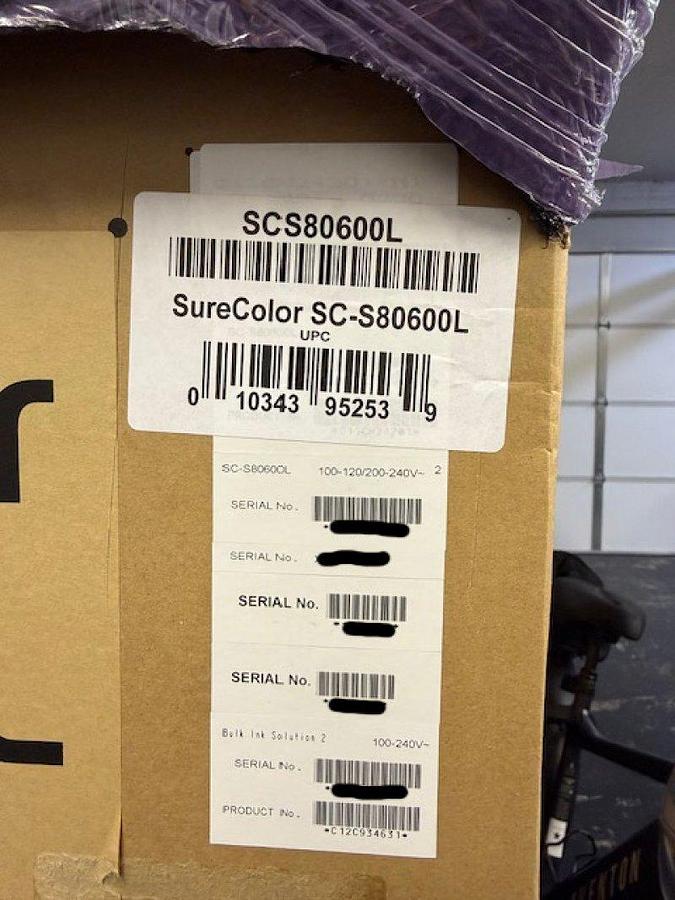 SCS80600L
SureColor SC-S80600L
UPC
0 10343 95253 9
SC-S80600L 100-120/200-240V~ 2
SERIAL No.
SERIAL No.
SERIAL No.
SERIAL No.
Bulk Ink Solution 2 100-240V~
SERIAL No.
PRODUCT No.
*C12C934631*